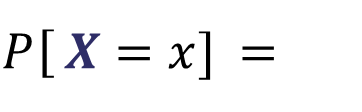 P[ X = x] =